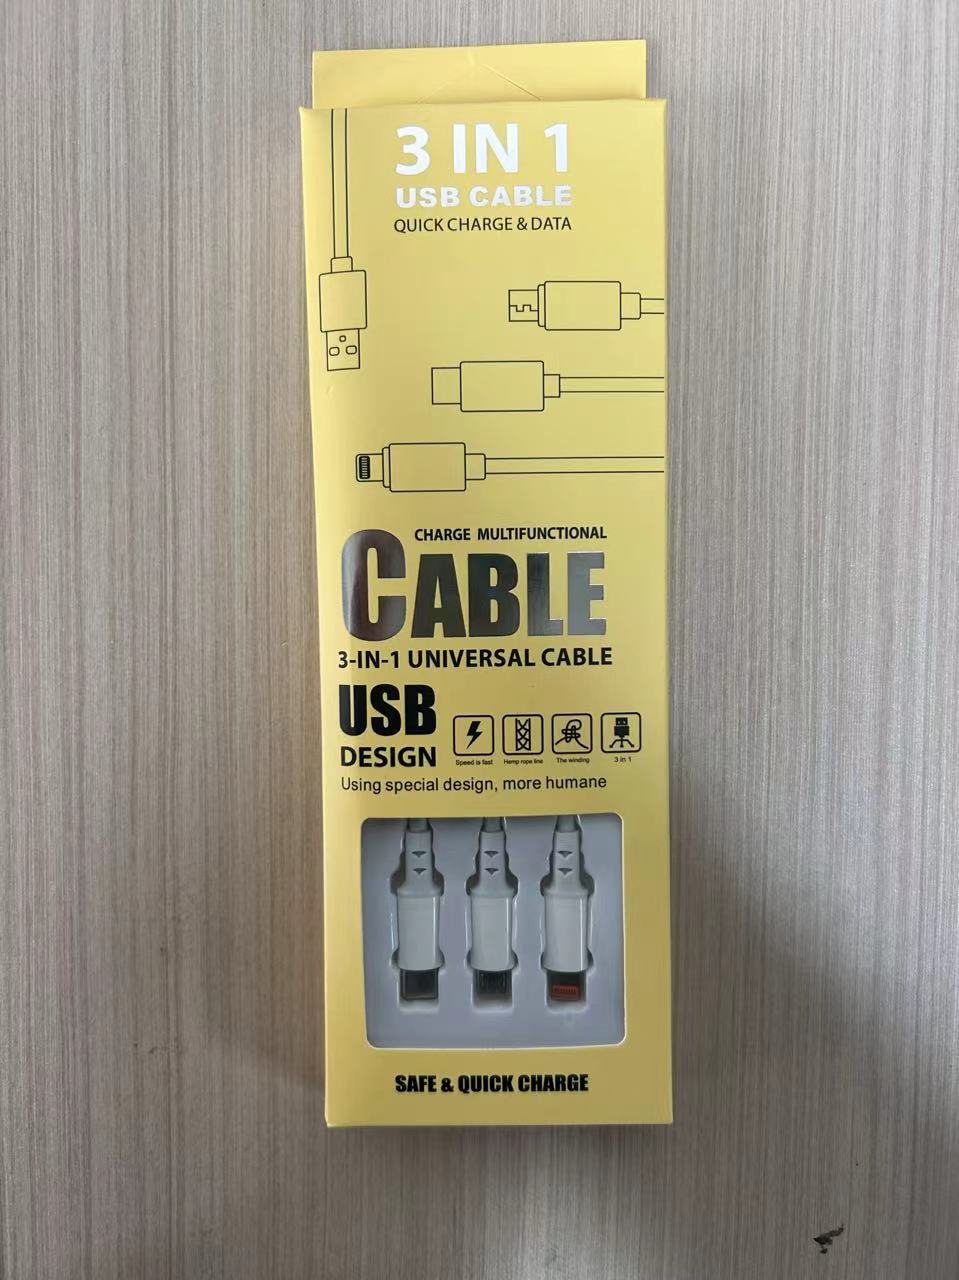 3 IN 1
USB CABLE
QUICK CHARGE & DATA
CHARGE MULTIFUNCTIONAL
CABLE
3-IN-1 UNIVERSAL CABLE
USB
DESIGN
Speed is fast
Hemp rope line
The winding
3 in 1
Using special design, more humane
SAFE & QUICK CHARGE